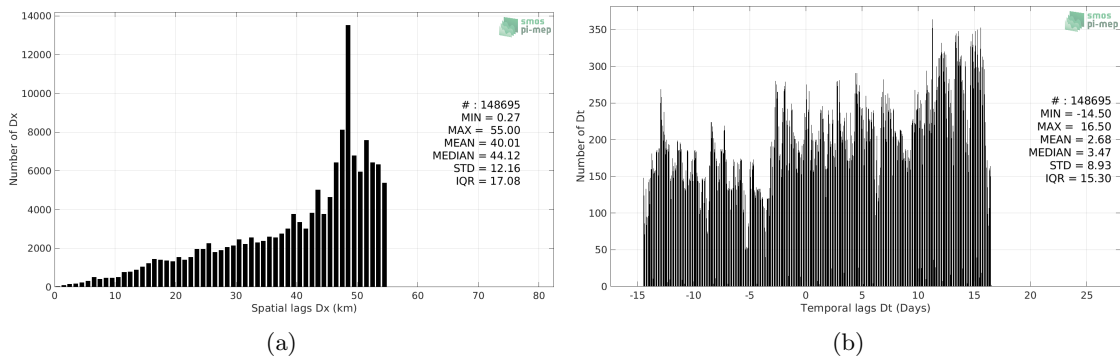 14000
12000
10000
8000
6000
4000
2000
0
Number of Dx
0 10 20 30 40 50 60 70 80
Spatial lags Dx (km)
smos
pi-mep
# : 148695
MIN = 0.27
MAX = 55.00
MEAN = 40.01
MEDIAN = 44.12
STD = 12.16
IQR = 17.08
(a)
350
300
250
200
150
100
50
0
Number of Dt
-15 -10 -5 0 5 10 15 20 25
Temporal lags Dt (Days)
smos
pi-mep
# : 148695
MIN = -14.50
MAX = 16.50
MEAN = 2.68
MEDIAN = 3.47
STD = 8.93
IQR = 15.30
(b)